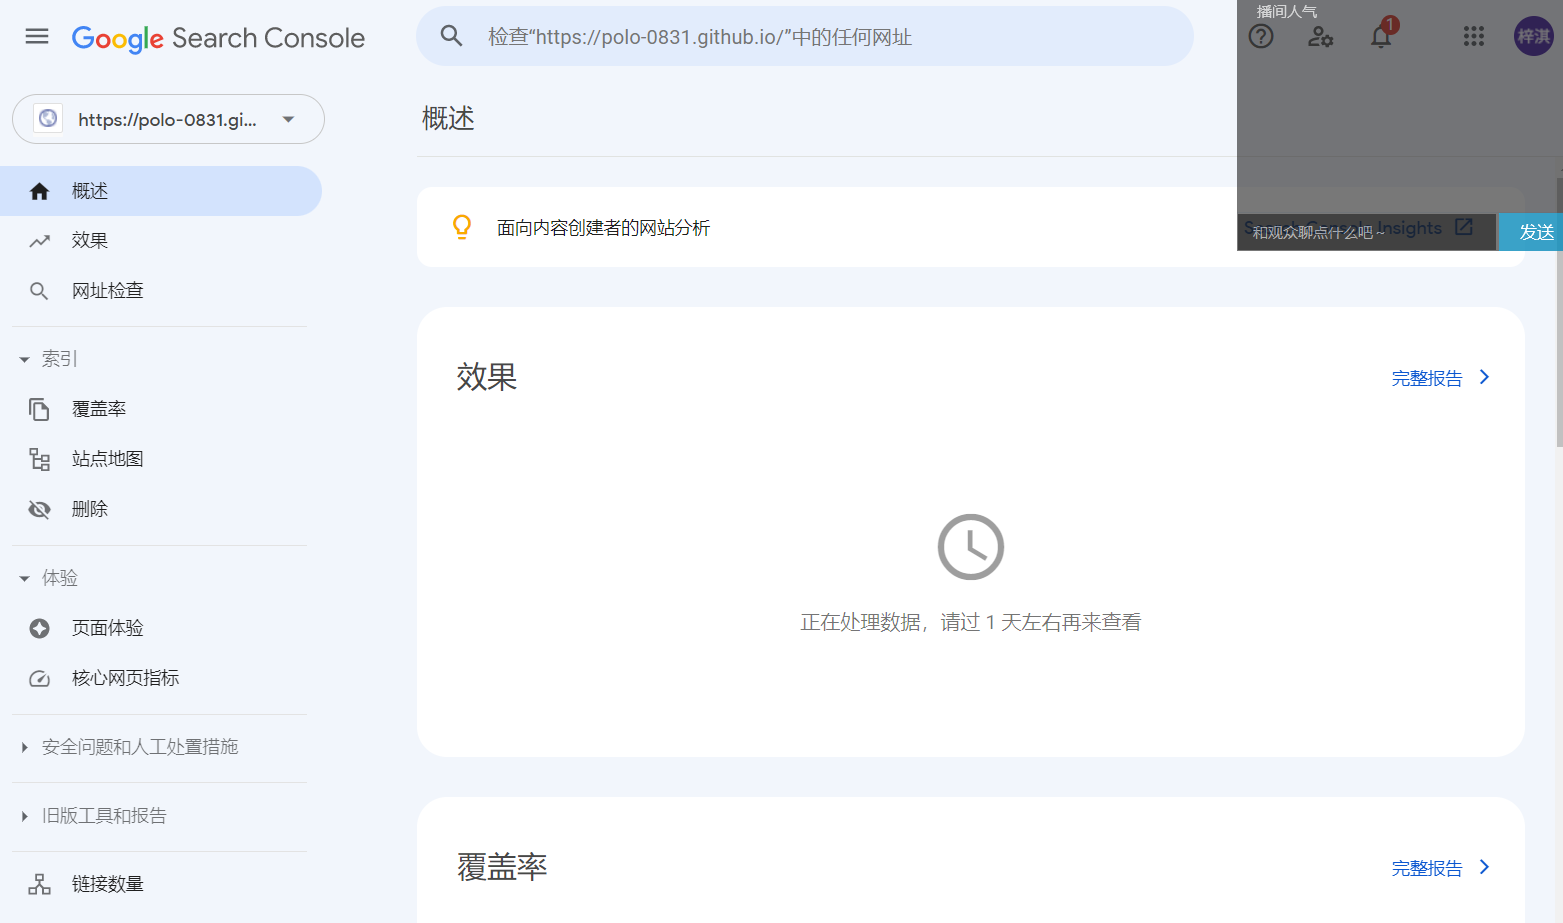 Google Search Console
检查“https://polo-0831.github.io/”中的任何网址
播间人气
1
梓淇
https://polo-0831.gi...
概述
概述
效果
网址检查
面向内容创建者的网站分析
Insights
和观众聊点什么吧~
发送
索引
覆盖率
站点地图
删除
效果
完整报告
正在处理数据，请过 1 天左右再来查看
体验
页面体验
核心网页指标
安全问题和人工处置措施
旧版工具和报告
链接数量
覆盖率
完整报告